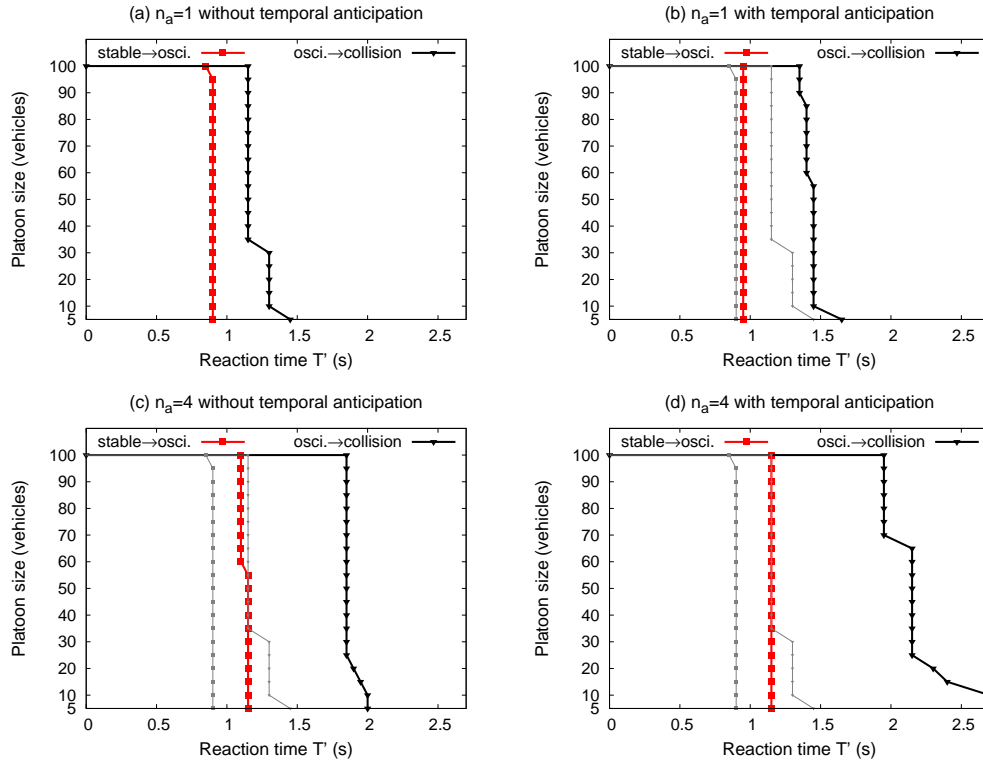 (a) n_a=1 without temporal anticipation
stable→osci. osci.→collision
100
90
80
70
60
50
40
30
20
10
5
Platoon size (vehicles)
0 0.5 1 1.5 2 2.5
Reaction time T' (s)
(b) n_a=1 with temporal anticipation
stable→osci. osci.→collision
100
90
80
70
60
50
40
30
20
10
5
Platoon size (vehicles)
0 0.5 1 1.5 2 2.5
Reaction time T' (s)
(c) n_a=4 without temporal anticipation
stable→osci. osci.→collision
100
90
80
70
60
50
40
30
20
10
5
Platoon size (vehicles)
0 0.5 1 1.5 2 2.5
Reaction time T' (s)
(d) n_a=4 with temporal anticipation
stable→osci. osci.→collision
100
90
80
70
60
50
40
30
20
10
5
Platoon size (vehicles)
0 0.5 1 1.5 2 2.5
Reaction time T' (s)